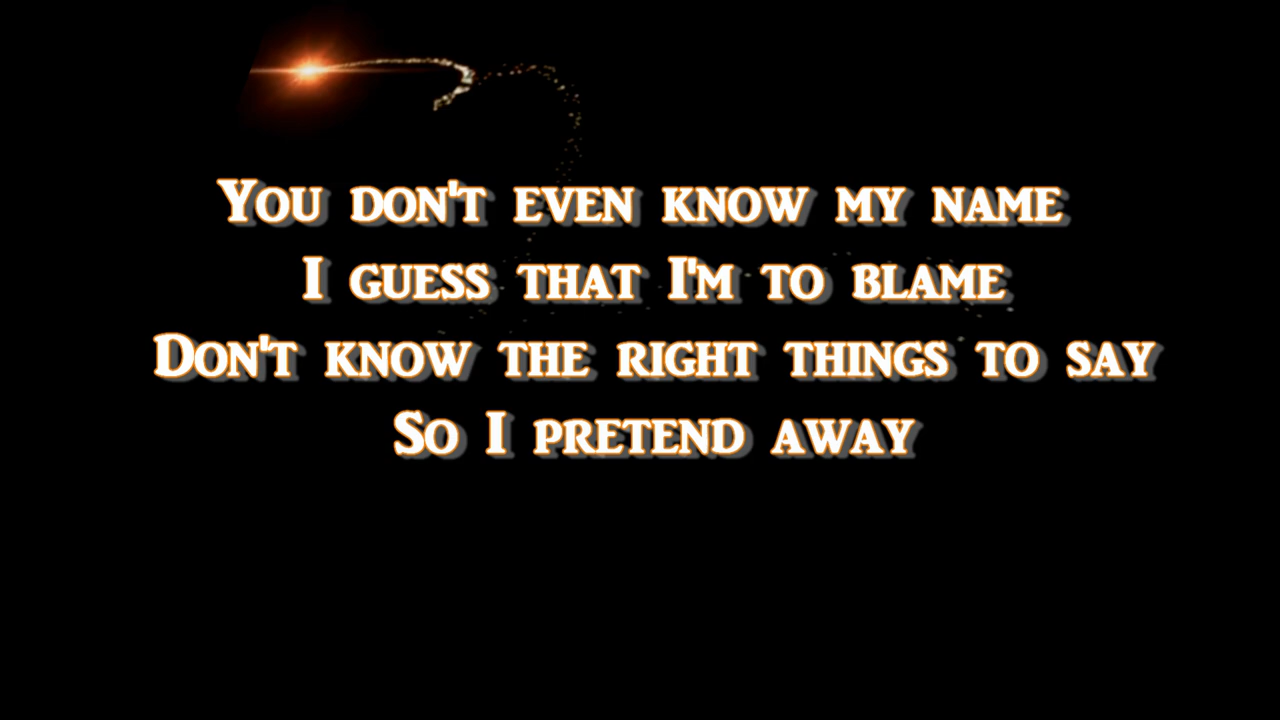 You don't even know my name
I guess that I'm to blame
Don't know the right things to say
So I pretend away